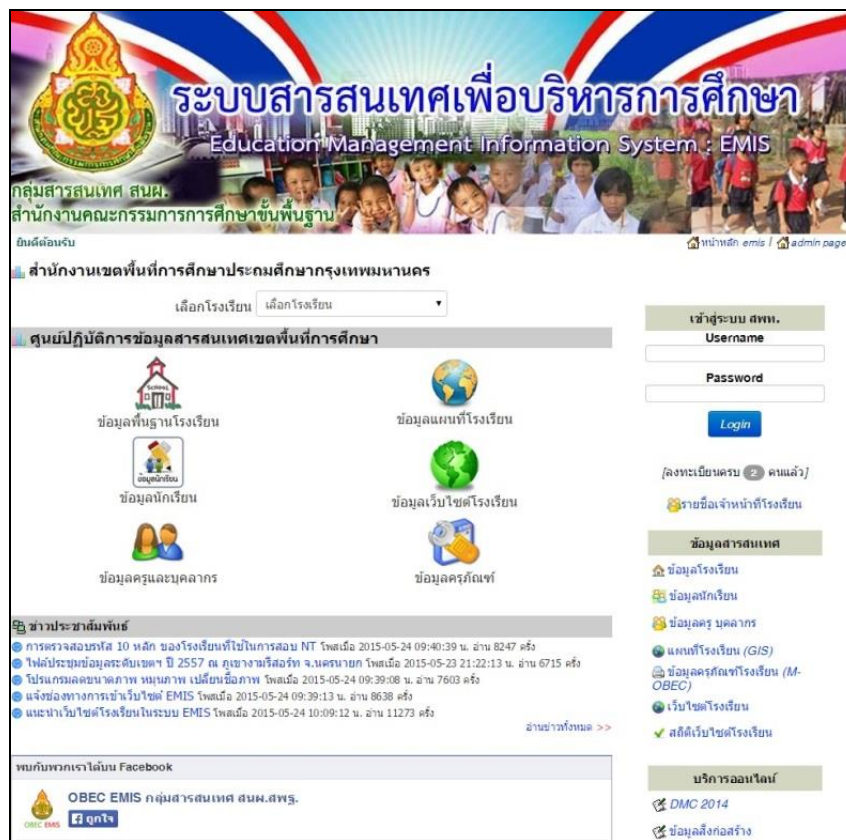 ระบบสารสนเทศเพื่อบริหารการศึกษา
Education Management Information System : EMIS
กลุ่มสารสนเทศ สนผ.
สำนักงานคณะกรรมการการศึกษาขั้นพื้นฐาน
ยินดีต้อนรับ
หน้าหลัก emis / admin page
สำนักงานเขตพื้นที่การศึกษาประถมศึกษากรุงเทพมหานคร
เลือกโรงเรียน เลือกโรงเรียน
ศูนย์ปฏิบัติการข้อมูลสารสนเทศเขตพื้นที่การศึกษา
SCHOOL
ข้อมูลพื้นฐานโรงเรียน
ข้อมูลแผนที่โรงเรียน
ข้อมูลนักเรียน
ข้อมูลนักเรียน
ข้อมูลเว็บไซต์โรงเรียน
ข้อมูลครูและบุคลากร
ข้อมูลครุภัณฑ์
ข่าวประชาสัมพันธ์
การตรวจสอบรหัส 10 หลัก ของโรงเรียนที่ใช้ในการสอบ NT โพสเมื่อ 2015-05-24 09:40:39 น. อ่าน 8247 ครั้ง
ไฟล์ประชุมข้อมูลระดับเขตฯ ปี 2557 ณ ภูเขางามรีสอร์ท จ.นครนายก โพสเมื่อ 2015-05-23 21:22:13 น. อ่าน 6715 ครั้ง
โปรแกรมลดขนาดภาพ หมุนภาพ เปลี่ยนชื่อภาพ โพสเมื่อ 2015-05-24 09:39:08 น. อ่าน 7603 ครั้ง
แจ้งช่องทางการเข้าเว็บไซต์ EMIS โพสเมื่อ 2015-05-24 09:39:13 น. อ่าน 8638 ครั้ง
แนะนำเว็บไซต์โรงเรียนในระบบ EMIS โพสเมื่อ 2015-05-24 10:09:12 น. อ่าน 11273 ครั้ง
อ่านข่าวทั้งหมด >>
พบกับพวกเราได้บน Facebook
OBEC EMIS กลุ่มสารสนเทศ สนผ.สพฐ.
ถูกใจ
OBEC EMIS
เข้าสู่ระบบ สพท.
Username
Password
Login
[ลงทะเบียนครบ 2 คนแล้ว]
รายชื่อเจ้าหน้าที่โรงเรียน
ข้อมูลสารสนเทศ
ข้อมูลโรงเรียน
ข้อมูลนักเรียน
ข้อมูลครู บุคลากร
แผนที่โรงเรียน (GIS)
ข้อมูลครุภัณฑ์โรงเรียน (M-
OBEC)
เว็บไซต์โรงเรียน
สถิติเว็บไซต์โรงเรียน
บริการออนไลน์
DMC 2014
ข้อมูลสิ่งก่อสร้าง